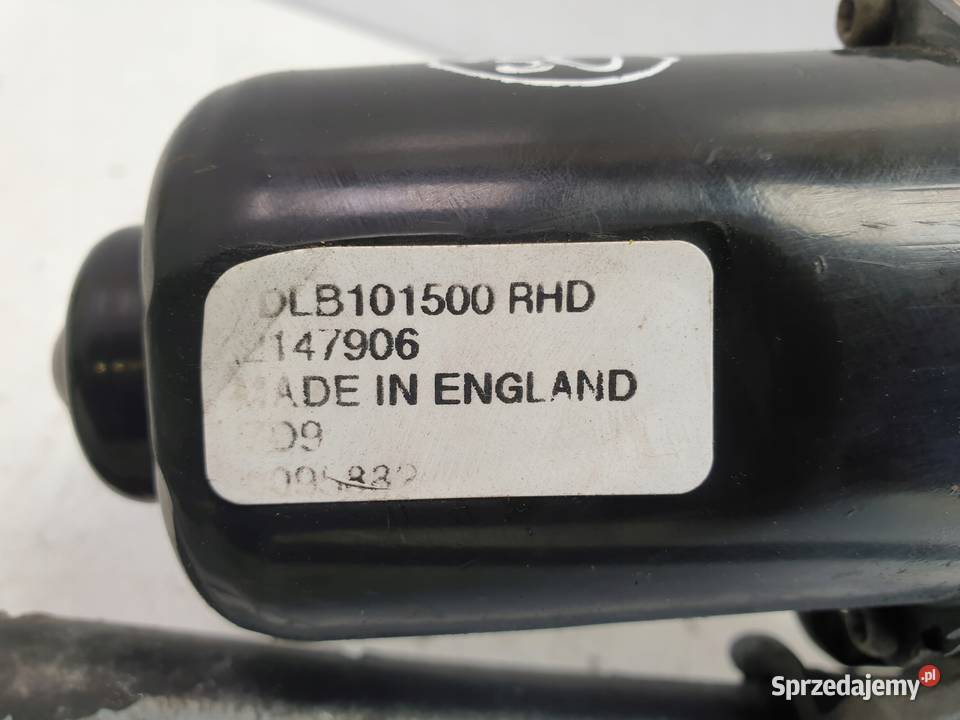 DLB101500 RHD
2147906
MADE IN ENGLAND
Sprzedajemy.pl